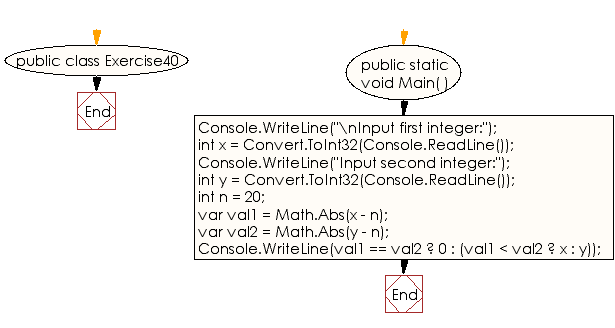 public class Exercise40
End
public static
void Main( )
Console.WriteLine("\nInput first integer:");
int x = Convert.ToInt32(Console.ReadLine());
Console.WriteLine("Input second integer:");
int y = Convert.ToInt32(Console.ReadLine());
int n = 20;
var val1 = Math.Abs(x - n);
var val2 = Math.Abs(y - n);
Console.WriteLine(val1 == val2 ? 0 : (val1 < val2 ? x : y));
End